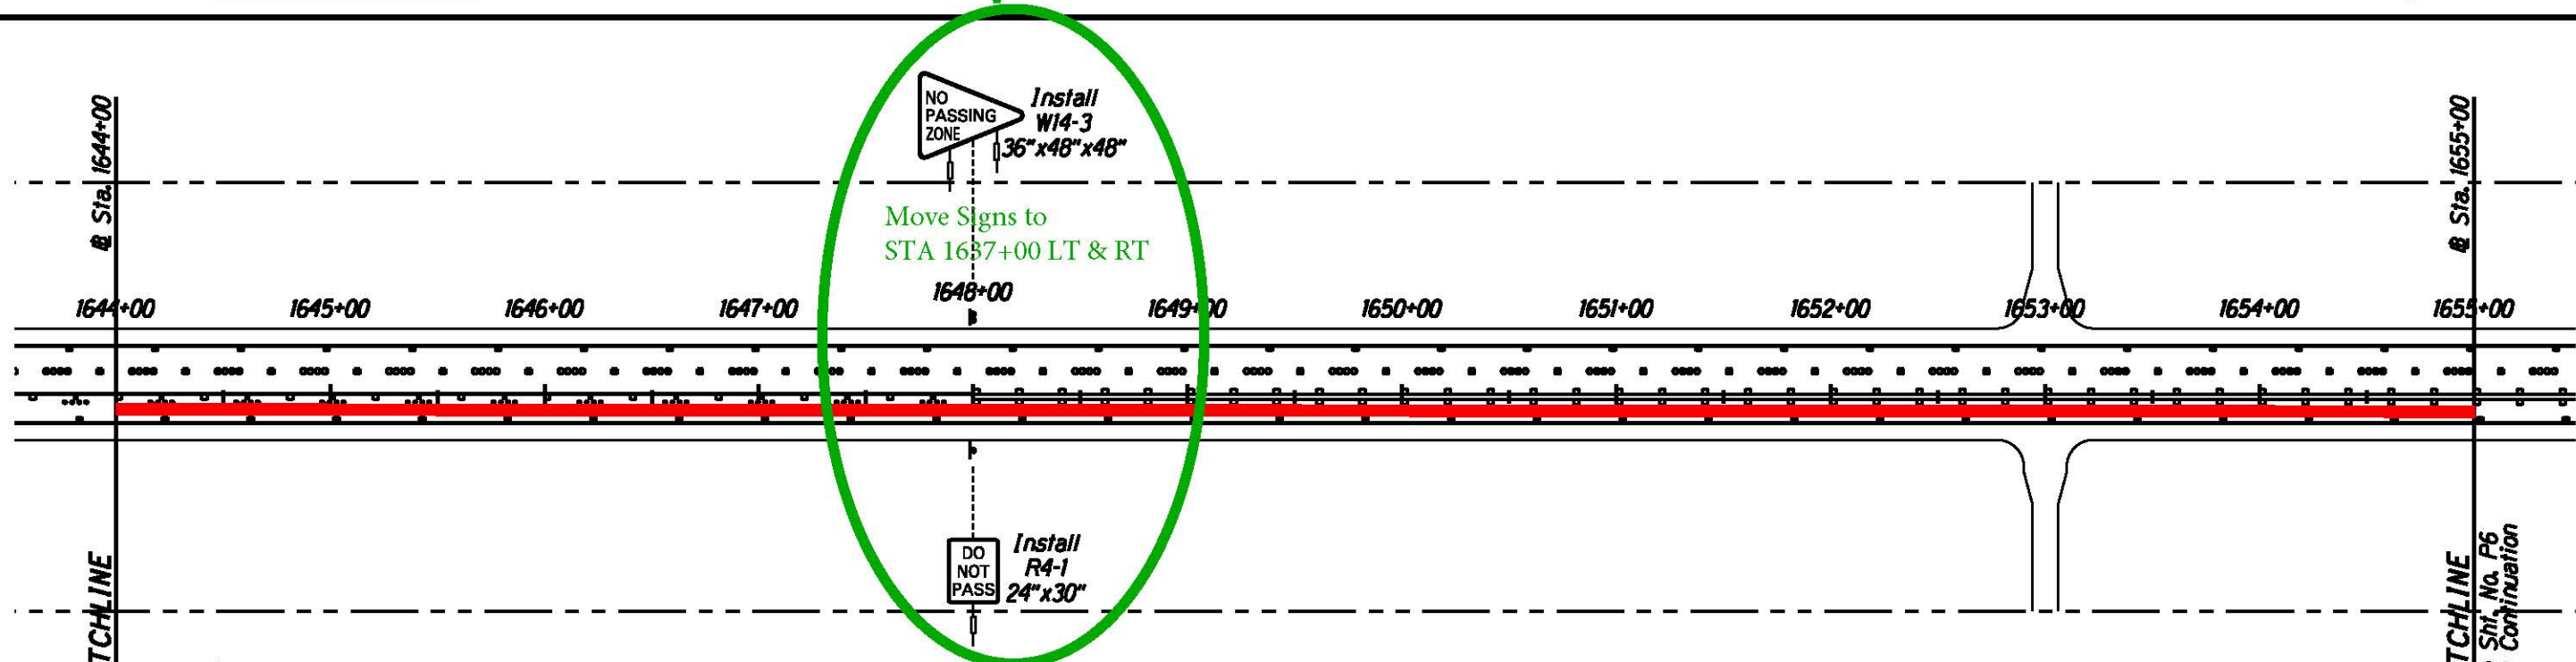 NO
PASSING
ZONE
Install
W14-3
36"x48"x48"
℄ Sta. 1644+00
℄ Sta. 1655+00
Move Signs to
STA 1637+00 LT & RT
1644+00 1645+00 1646+00 1647+00 1648+00 1649+00 1650+00 1651+00 1652+00 1653+00 1654+00 1655+00
DO
NOT
PASS
Install
R4-1
24"x30"
TCHLINE
TCHLINE
Sht. No. P6
Continuation